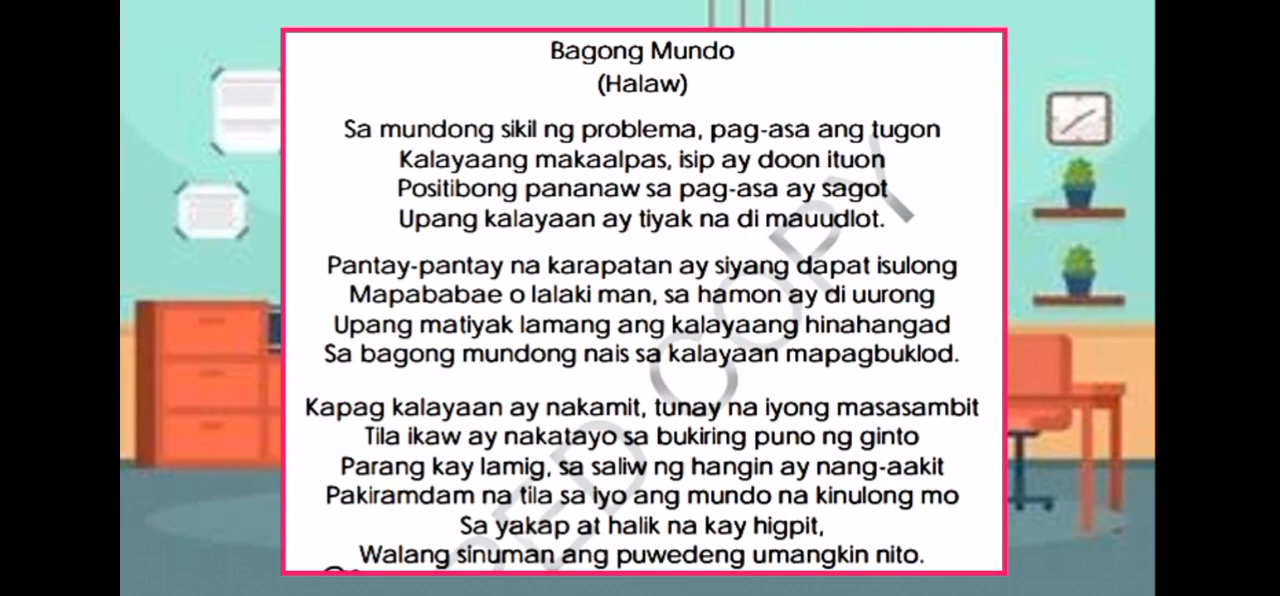 Bagong Mundo
(Halaw)
Sa mundong sikil ng problema, pag-asa ang tugon
Kalayaang makaalpas, isip ay doon ituon
Positibong pananaw sa pag-asa ay sagot
Upang kalayaan ay tiyak na di mauudlot.
Pantay-pantay na karapatan ay siyang dapat isulong
Mapababae o lalaki man, sa hamon ay di uurong
Upang matiyak lamang ang kalayaang hinahangad
Sa bagong mundong nais sa kalayaan mapagbuklod.
Kapag kalayaan ay nakamit, tunay na iyong masasambit
Tila ikaw ay nakatayo sa bukiring puno ng ginto
Parang kay lamig, sa saliw ng hangin ay nang-aakit
Pakiramdam na tila sa iyo ang mundo na kinulong mo
Sa yakap at halik na kay higpit,
Walang sinuman ang puwedeng umangkin nito.
COPY